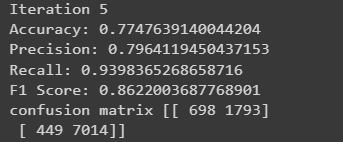 Iteration 5
Accuracy: 0.7747639140044204
Precision: 0.7964119450437153
Recall: 0.9398365268658716
F1 Score: 0.8622003687768901
confusion matrix [[ 698 1793]
[ 449 7014]]